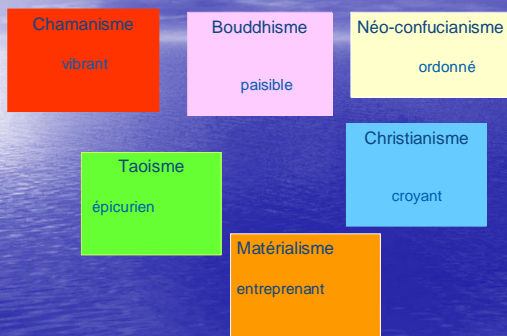 Chamanisme
vibrant
Bouddhisme
paisible
Néo-confucianisme
ordonné
Taoisme
épicurien
Christianisme
croyant
Matérialisme
entreprenant